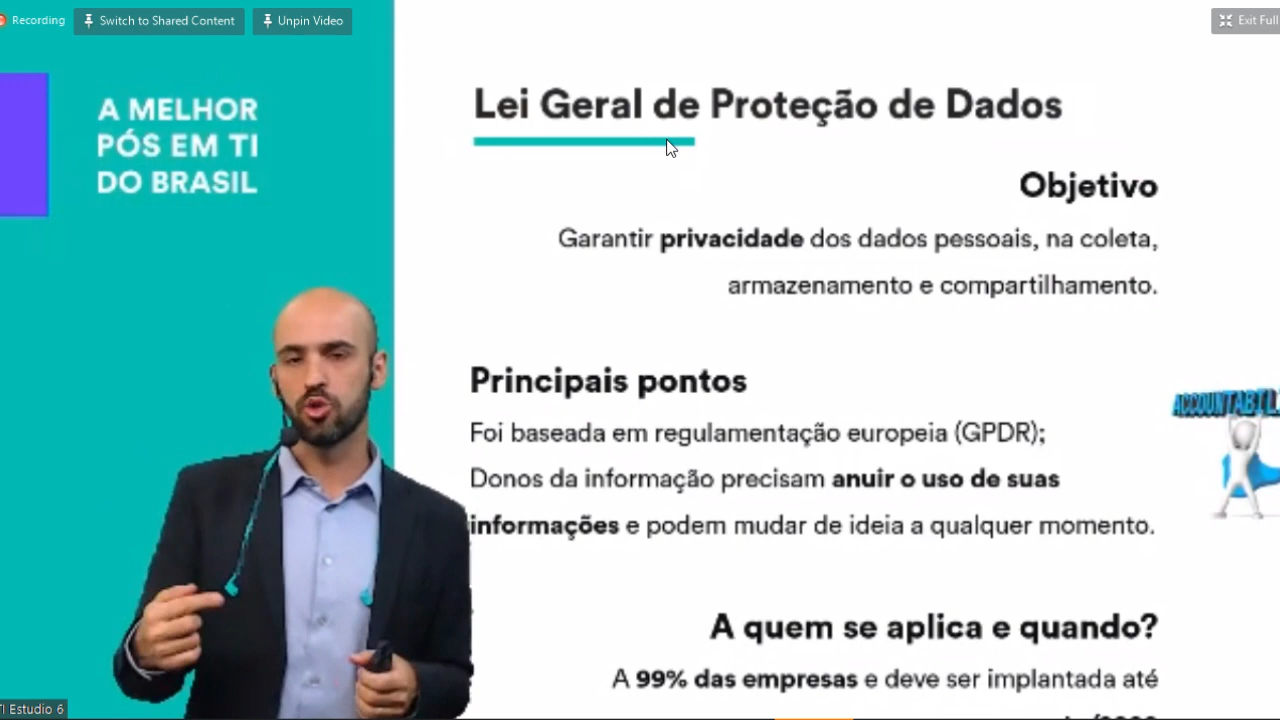 Recording
Switch to Shared Content
Unpin Video
Exit Full
A MELHOR
PÓS EM TI
DO BRASIL
Lei Geral de Proteção de Dados
Objetivo
Garantir privacidade dos dados pessoais, na coleta,
armazenamento e compartilhamento.
Principais pontos
Foi baseada em regulamentação europeia (GPDR);
Donos da informação precisam anuir o uso de suas
informações e podem mudar de ideia a qualquer momento.
ACCOUNTABIL
A quem se aplica e quando?
A 99% das empresas e deve ser implantada até
TI Estudio 6